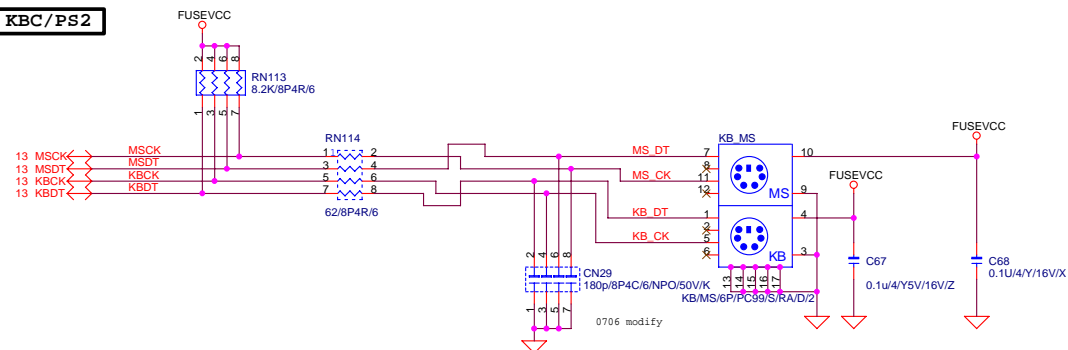 KBC/PS2
FUSEVCC
2 4 6 8
RN113
8.2K/8P4R/6
1 3 5 7
FUSEVCC
RN114
KB_MS
13 MSCK MSCK 1 1 2 MS_DT 7 10
13 MSDT MSDT 3 4 8
13 KBCK KBCK 5 6 MS_CK 11
13 KBDT KBDT 7 8 12 MS 9
FUSEVCC
62/8P4R/6
KB_DT 1 4
2
KB_CK 5
6 KB 3
2 4 6 8
CN29
180p/8P4C/6/NPO/50V/K
1 3 5 7
13 14 15 16 17
KB/MS/6P/PC99/S/RA/D/2
C67
0.1u/4/Y5V/16V/Z
C68
0.1U/4/Y/16V/X
0706 modify